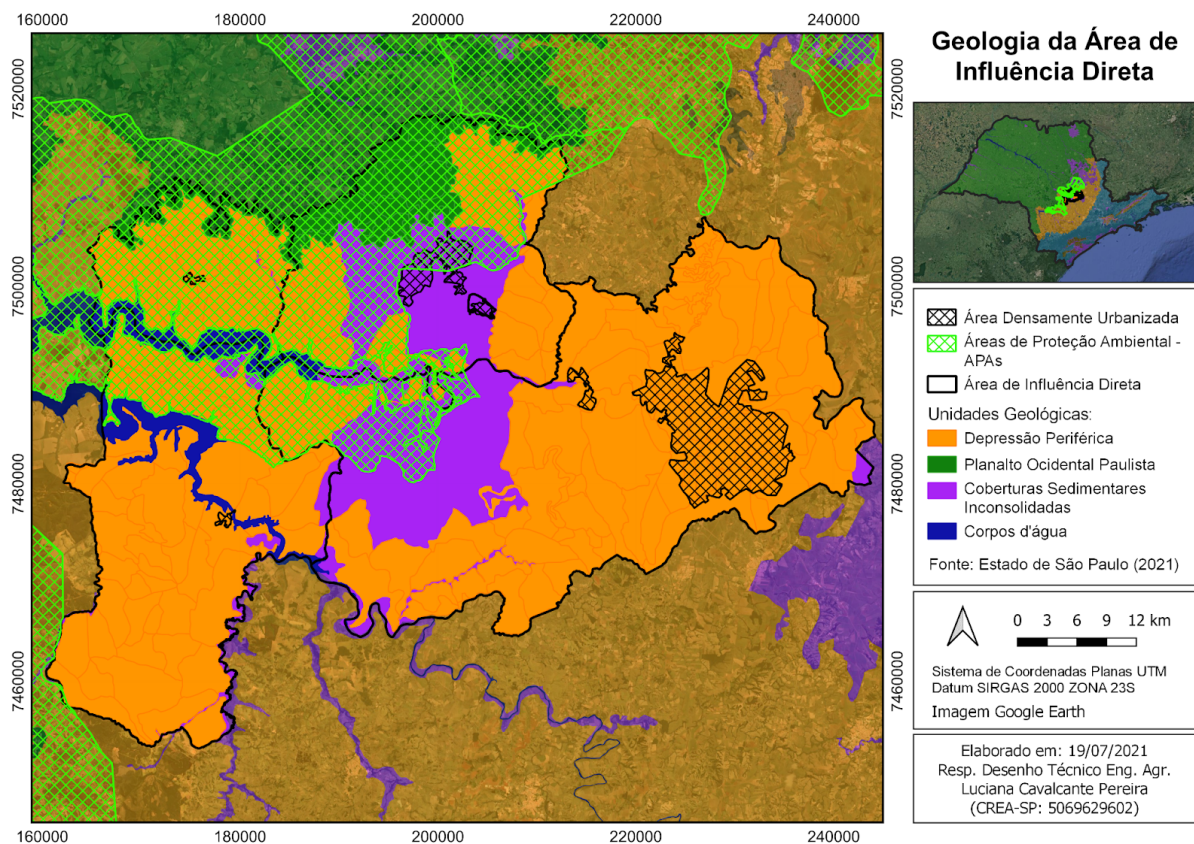 160000 180000 200000 220000 240000
7520000
7500000
7480000
7460000
7520000
7500000
7480000
7460000
160000 180000 200000 220000 240000
Geologia da Área de
Influência Direta
Área Densamente Urbanizada
Áreas de Proteção Ambiental -
APAs
Área de Influência Direta
Unidades Geológicas:
Depressão Periférica
Planalto Ocidental Paulista
Coberturas Sedimentares
Inconsolidadas
Corpos d'água
Fonte: Estado de São Paulo (2021)
0 3 6 9 12 km
Sistema de Coordenadas Planas UTM
Datum SIRGAS 2000 ZONA 23S
Imagem Google Earth
Elaborado em: 19/07/2021
Resp. Desenho Técnico Eng. Agr.
Luciana Cavalcante Pereira
(CREA-SP: 5069629602)